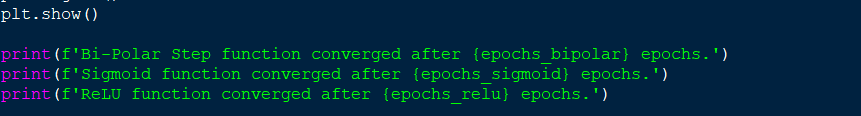 plt.show()
print(f'Bi-Polar Step function converged after {epochs_bipolar} epochs.')
print(f'Sigmoid function converged after {epochs_sigmoid} epochs.')
print(f'ReLU function converged after {epochs_relu} epochs.')